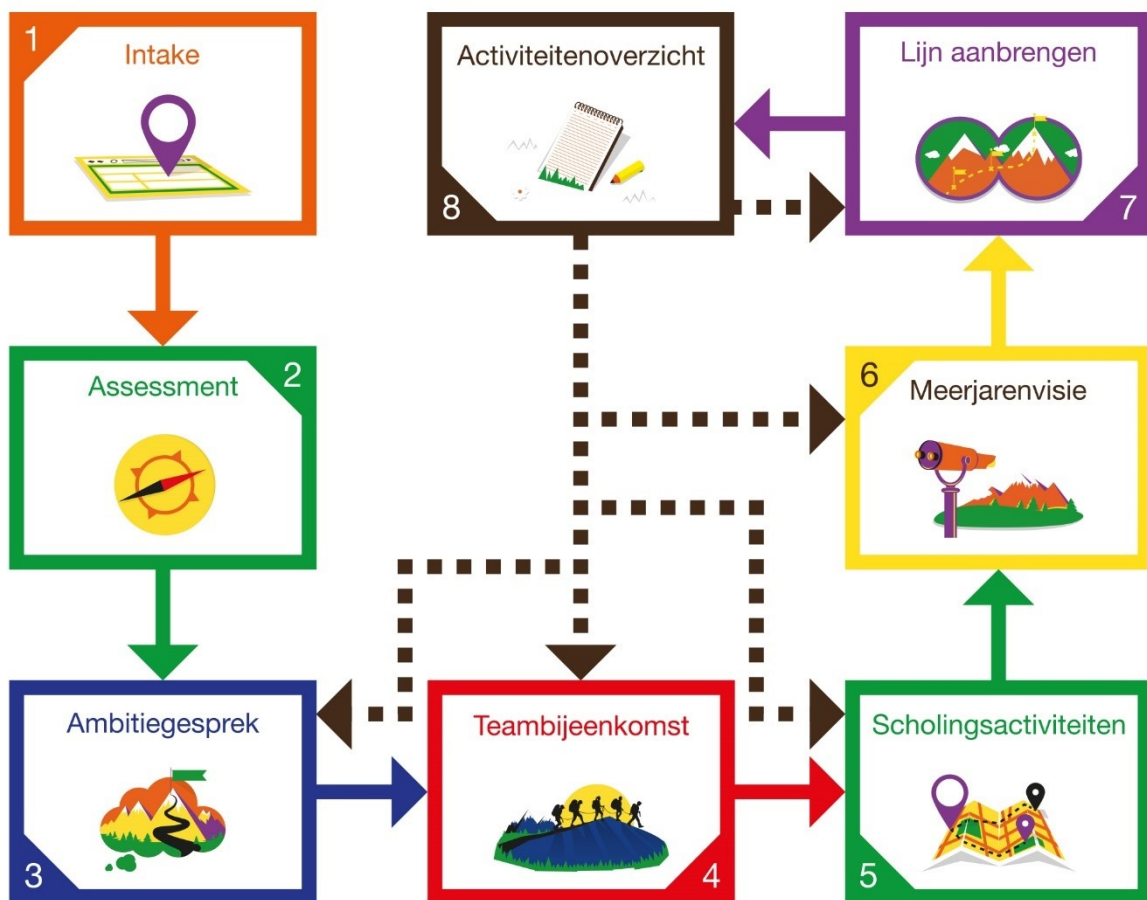 1
Intake
2
Assessment
3
Ambitiegesprek
4
Teambijeenkomst
5
Scholingsactiviteiten
6
Meerjarenvisie
7
Lijn aanbrengen
8
Activiteitenoverzicht